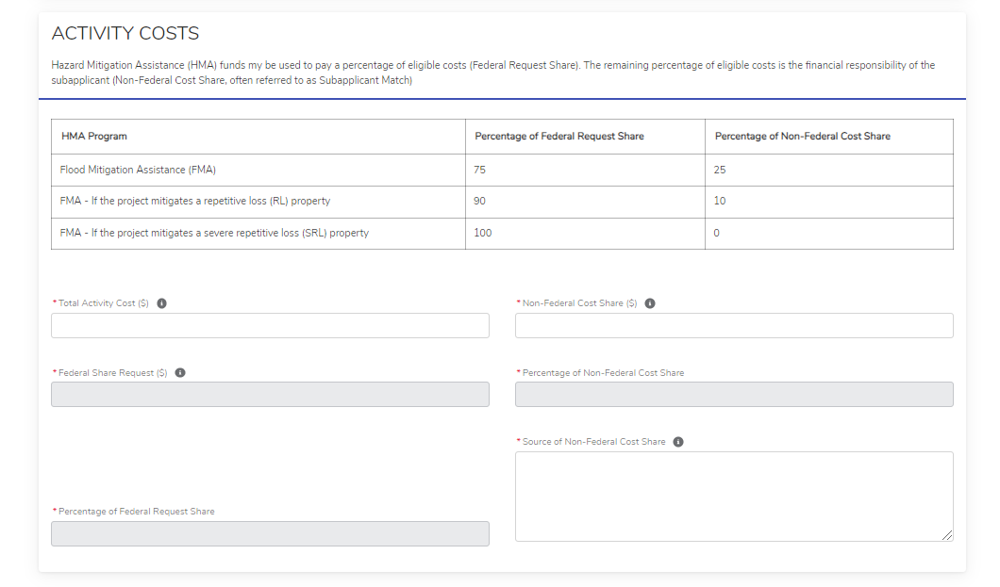 ACTIVITY COSTS
Hazard Mitigation Assistance (HMA) funds my be used to pay a percentage of eligible costs (Federal Request Share). The remaining percentage of eligible costs is the financial responsibility of the
subapplicant (Non-Federal Cost Share, often referred to as Subapplicant Match)
HMA Program Percentage of Federal Request Share Percentage of Non-Federal Cost Share
Flood Mitigation Assistance (FMA) 75 25
FMA - If the project mitigates a repetitive loss (RL) property 90 10
FMA - If the project mitigates a severe repetitive loss (SRL) property 100 0
* Total Activity Cost ($) * Non-Federal Cost Share ($)
* Federal Share Request ($) * Percentage of Non-Federal Cost Share
* Source of Non-Federal Cost Share
* Percentage of Federal Request Share